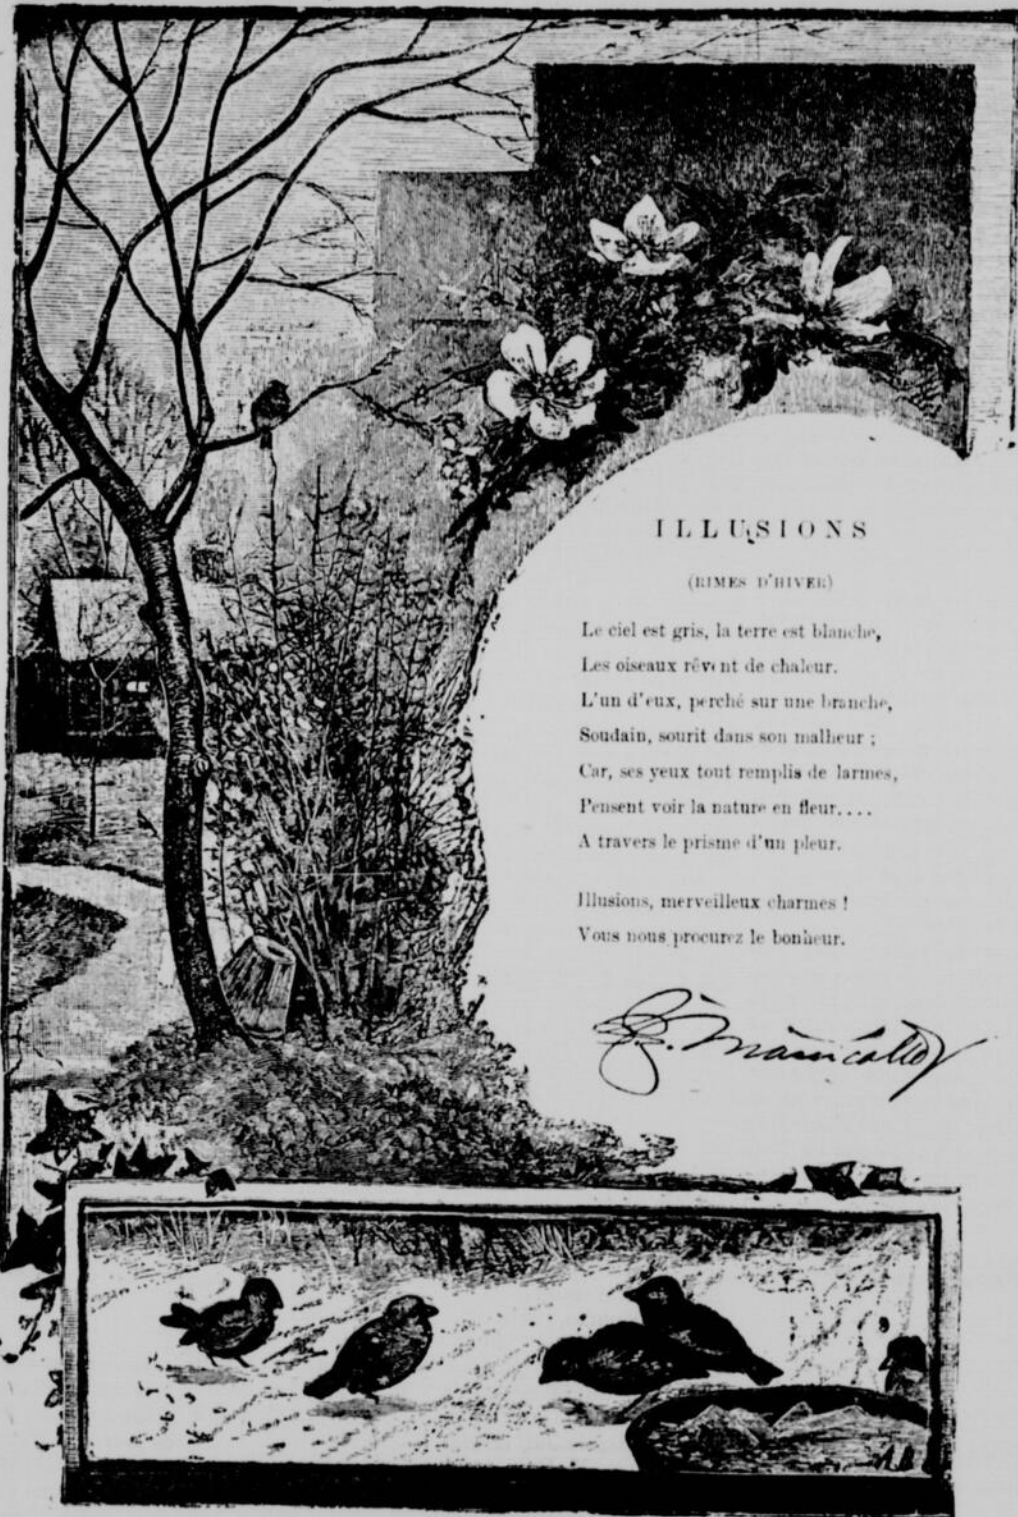 ILLUSIONS
(RIMES D'HIVER)
Le ciel est gris, la terre est blanche,
Les oiseaux rêvent de chaleur.
L'un d'eux, perché sur une branche,
Soudain, sourit dans son malheur ;
Car, ses yeux tout remplis de larmes,
Pensent voir la nature en fleur....
A travers le prisme d'un pleur.
Illusions, merveilleux charmes !
Vous nous procurez le bonheur.